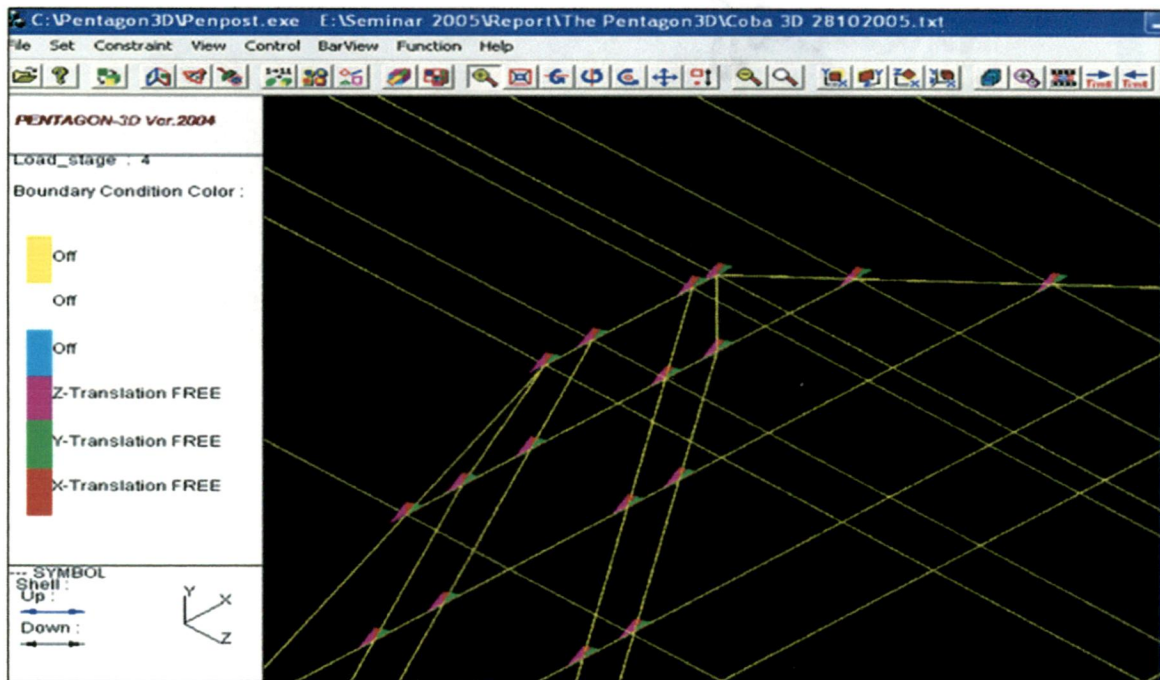 C:\Pentagon3D\Penpost.exe E:\Seminar 2005\Report\The Pentagon3D\Coba 3D 28102005.txt
File Set Constraint View Control BarView Function Help
PENTAGON-3D Ver.2004
Load_stage : 4
Boundary Condition Color :
Off
Off
Off
Z-Translation FREE
Y-Translation FREE
X-Translation FREE
--- SYMBOL
Shell :
Up :
Down :
Y
X
Z